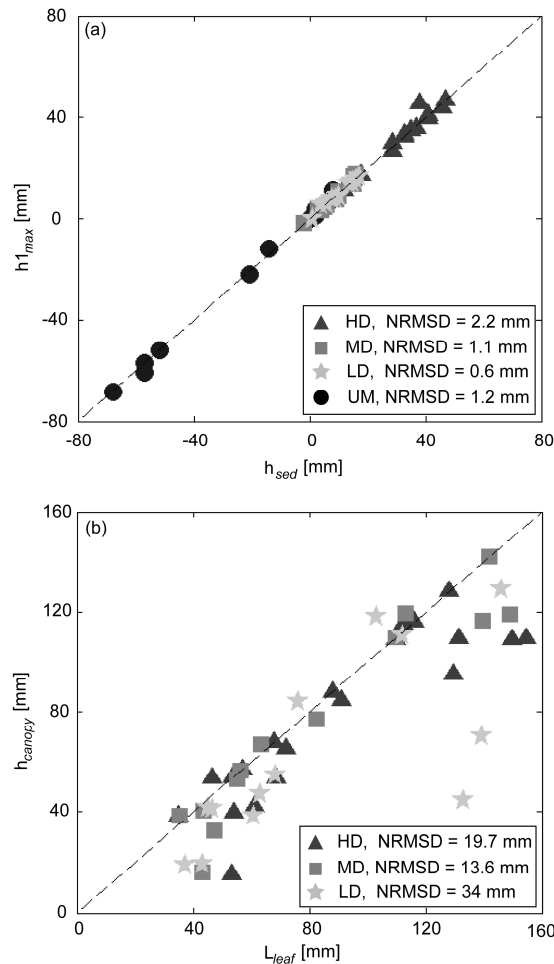 (a)
80
40
0
-40
-80
h1max [mm]
HD, NRMSD = 2.2 mm
MD, NRMSD = 1.1 mm
LD, NRMSD = 0.6 mm
UM, NRMSD = 1.2 mm
-80 -40 0 40 80
hsed [mm]
(b)
160
120
80
40
0
hcanopy [mm]
HD, NRMSD = 19.7 mm
MD, NRMSD = 13.6 mm
LD, NRMSD = 34 mm
0 40 80 120 160
Lleaf [mm]